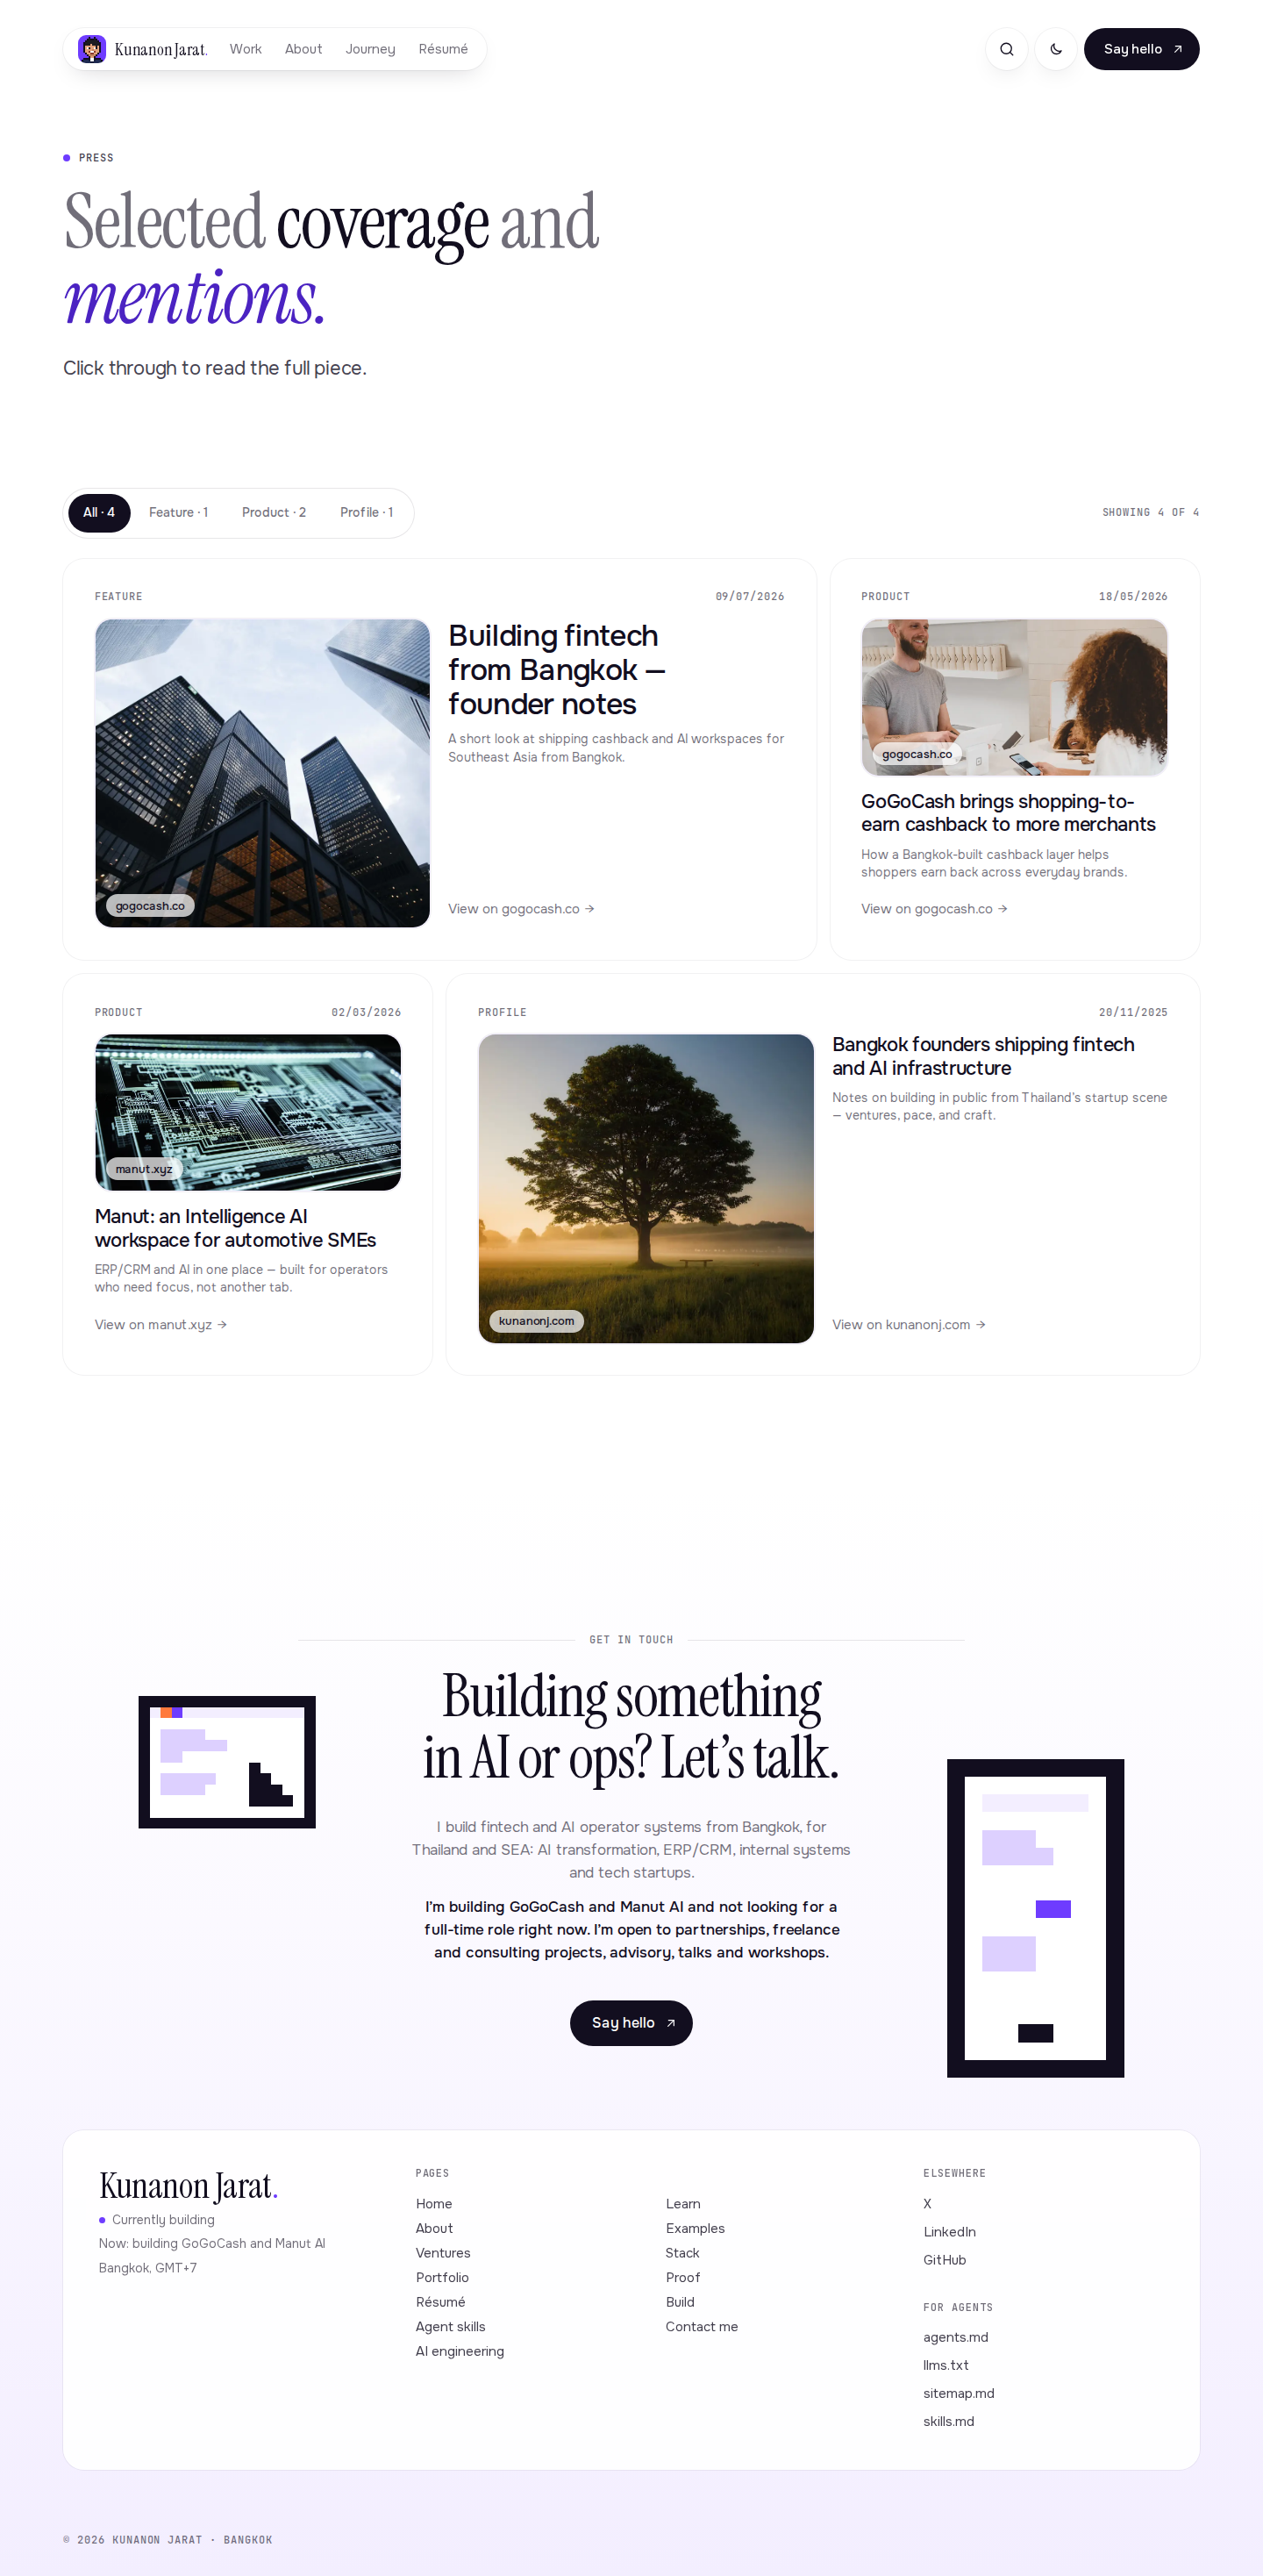 Kunanon Jarat. Work About Journey Résumé Say hello
PRESS
Selected coverage and
mentions.
Click through to read the full piece.
All · 4 Feature · 1 Product · 2 Profile · 1 SHOWING 4 OF 4
FEATURE 09/07/2026
gogocash.co
Building fintech
from Bangkok —
founder notes
A short look at shipping cashback and AI workspaces for
Southeast Asia from Bangkok.
View on gogocash.co →
PRODUCT 18/05/2026
gogocash.co
GoGoCash brings shopping-to-
earn cashback to more merchants
How a Bangkok-built cashback layer helps
shoppers earn back across everyday brands.
View on gogocash.co →
PRODUCT 02/03/2026
manut.xyz
Manut: an Intelligence AI
workspace for automotive SMEs
ERP/CRM and AI in one place — built for operators
who need focus, not another tab.
View on manut.xyz →
PROFILE 20/11/2025
kunanonj.com
Bangkok founders shipping fintech
and AI infrastructure
Notes on building in public from Thailand’s startup scene
— ventures, pace, and craft.
View on kunanonj.com →
GET IN TOUCH
Building something
in AI or ops? Let’s talk.
I build fintech and AI operator systems from Bangkok, for
Thailand and SEA: AI transformation, ERP/CRM, internal systems
and tech startups.
I’m building GoGoCash and Manut AI and not looking for a
full-time role right now. I’m open to partnerships, freelance
and consulting projects, advisory, talks and workshops.
Say hello
Kunanon Jarat.
Currently building
Now: building GoGoCash and Manut AI
Bangkok, GMT+7
PAGES
Home
About
Ventures
Portfolio
Résumé
Agent skills
AI engineering
Learn
Examples
Stack
Proof
Build
Contact me
ELSEWHERE
X
LinkedIn
GitHub
FOR AGENTS
agents.md
llms.txt
sitemap.md
skills.md
© 2026 KUNANON JARAT · BANGKOK